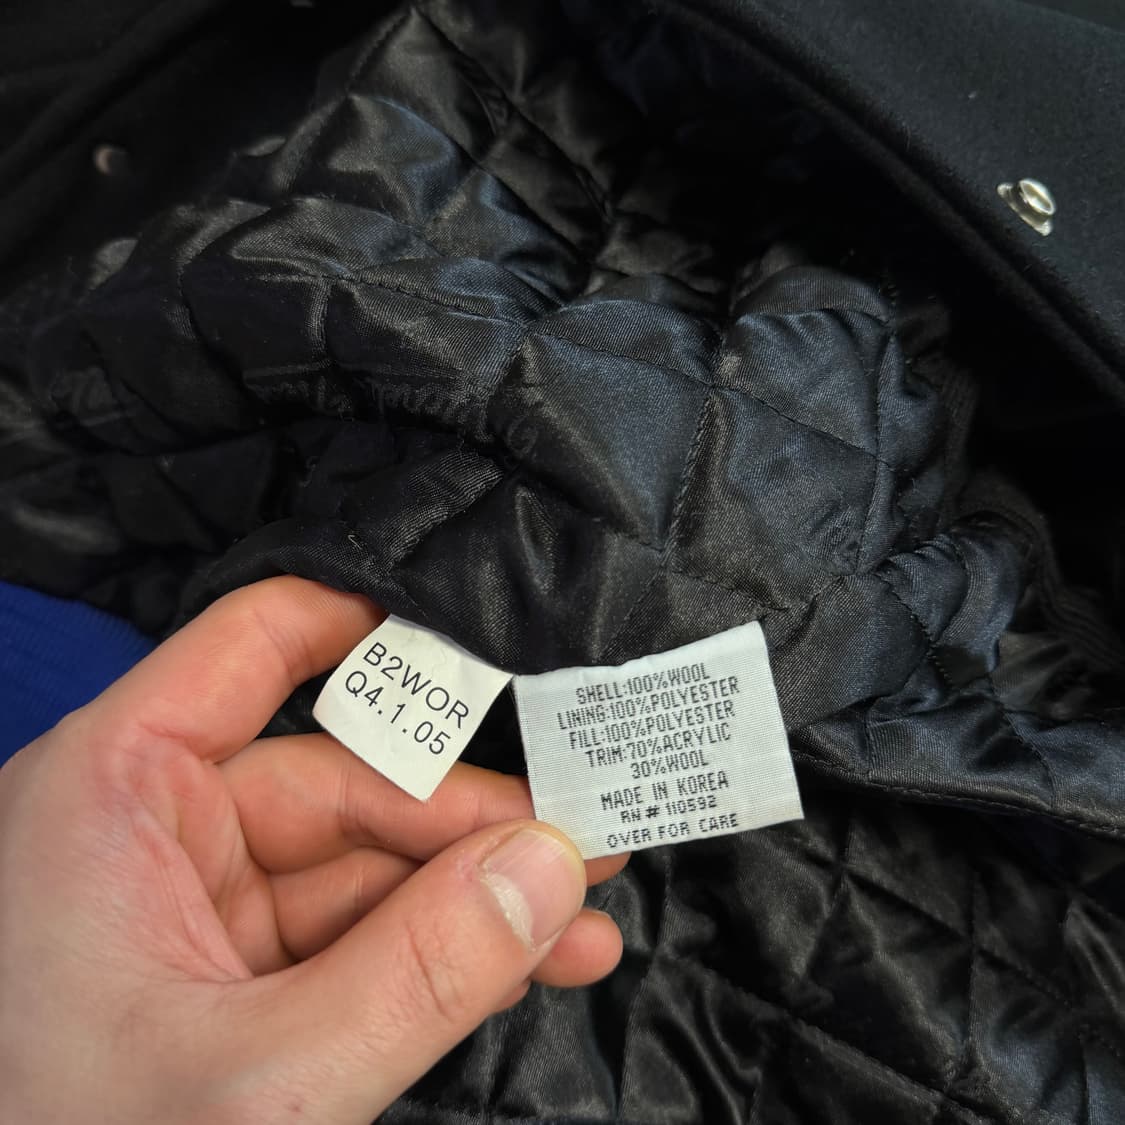 B2WOR
Q4.1.05
SHELL:100%WOOL
LINING:100%POLYESTER
FILL:100%POLYESTER
TRIM:70%ACRYLIC
30%WOOL
MADE IN KOREA
RN # 110592
OVER FOR CARE